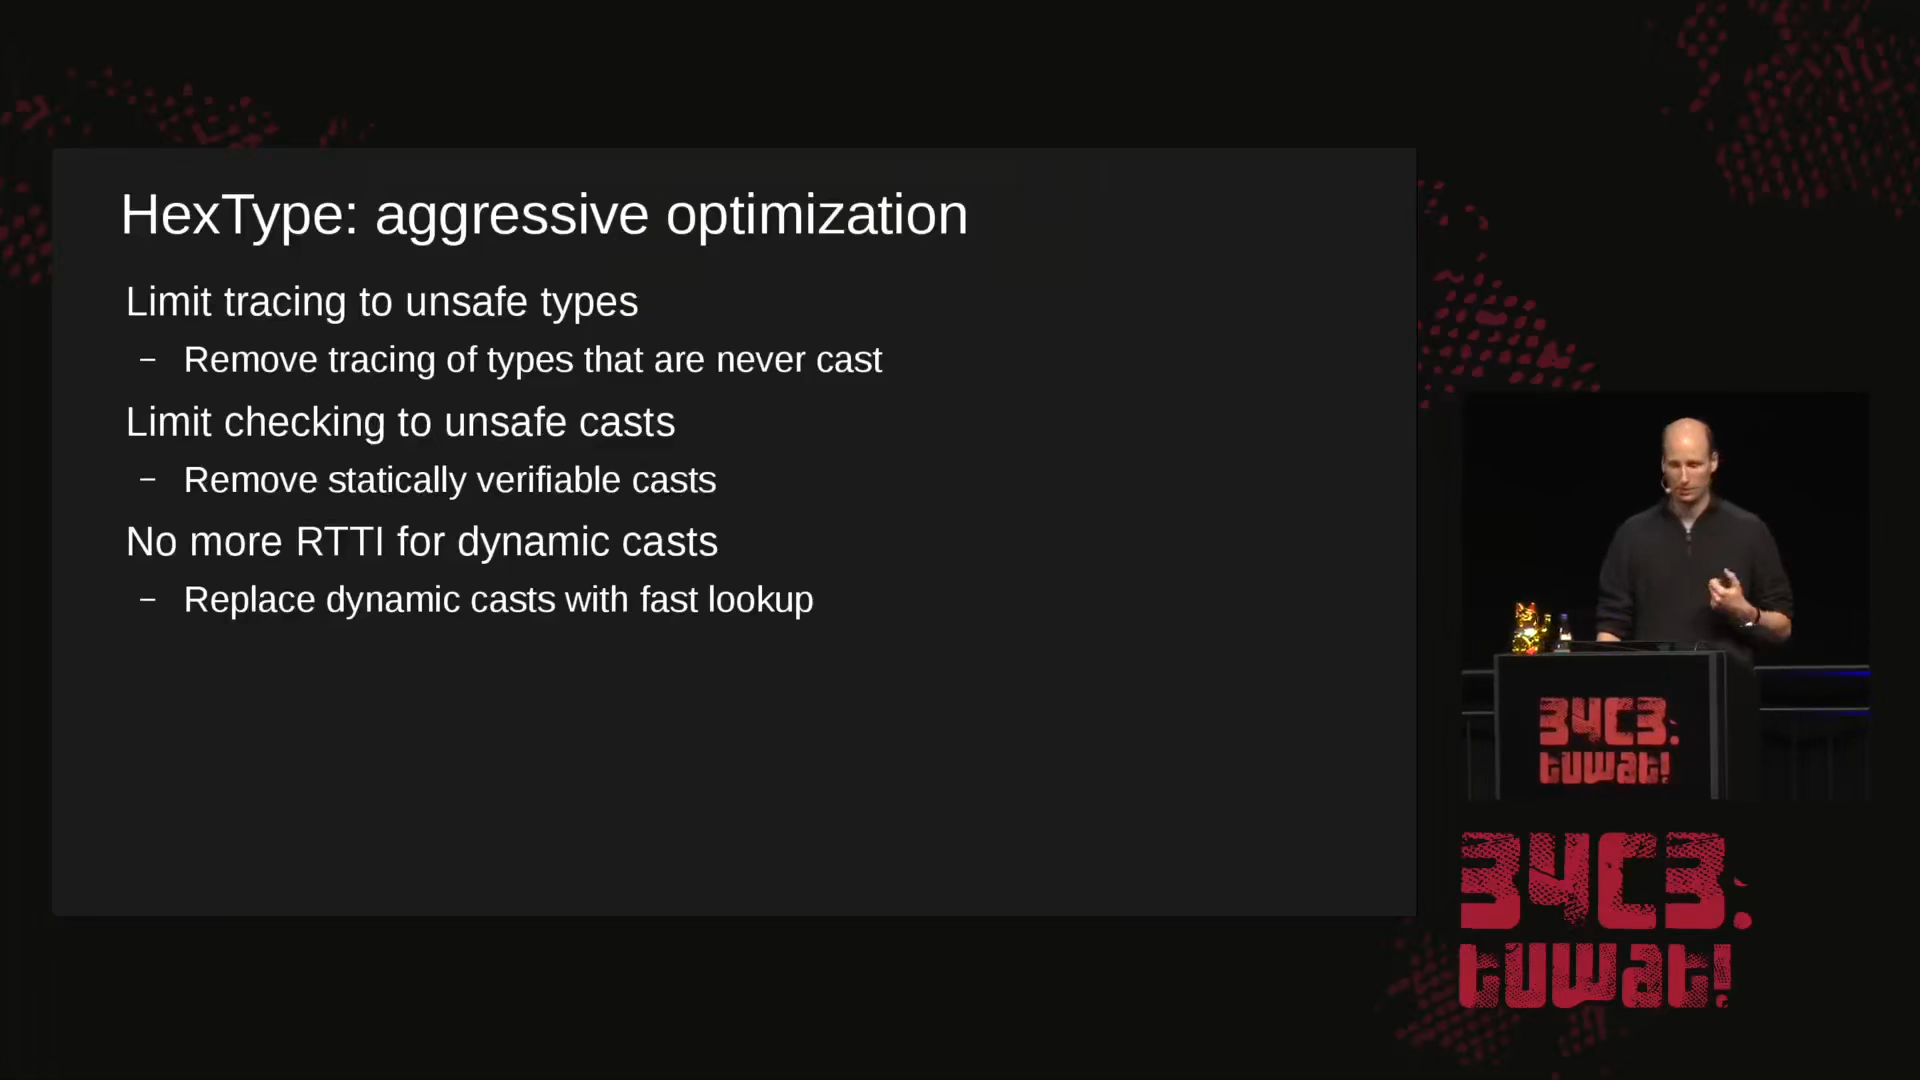 HexType: aggressive optimization
Limit tracing to unsafe types
– Remove tracing of types that are never cast
Limit checking to unsafe casts
– Remove statically verifiable casts
No more RTTI for dynamic casts
– Replace dynamic casts with fast lookup
34C3.
tuwat!
34C3.
tuwat!